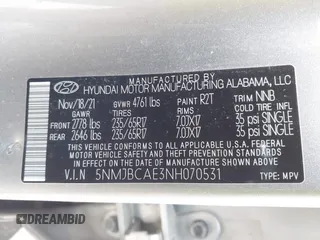 MANUFACTURED BY
HYUNDAI MOTOR MANUFACTURING ALABAMA, LLC
Nov/18/21 GVWR 4761 lbs PAINT R2T TRIM NNB
GAWR TIRES RIMS COLD TIRE INFL
FRONT 2778 lbs 235/65R17 7.0JX17 35 psi SINGLE
REAR 2646 lbs 235/65R17 7.0JX17 35 psi SINGLE
THIS VEHICLE CONFORMS TO ALL APPLICABLE U.S.A. FEDERAL MOTOR
VEHICLE SAFETY, BUMPER, AND THEFT PREVENTION STANDARDS
IN EFFECT ON THE DATE OF MANUFACTURE SHOWN ABOVE.
V.I.N 5NMJBCAE3NH070531 TYPE: MPV
DREAMBID